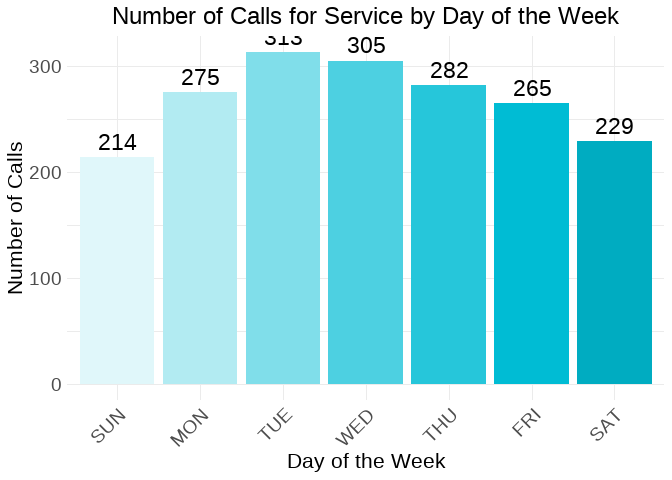 Number of Calls for Service by Day of the Week
313
305
275
282
265
229
214
300
200
100
0
Number of Calls
SUN
MON
TUE
WED
THU
FRI
SAT
Day of the Week